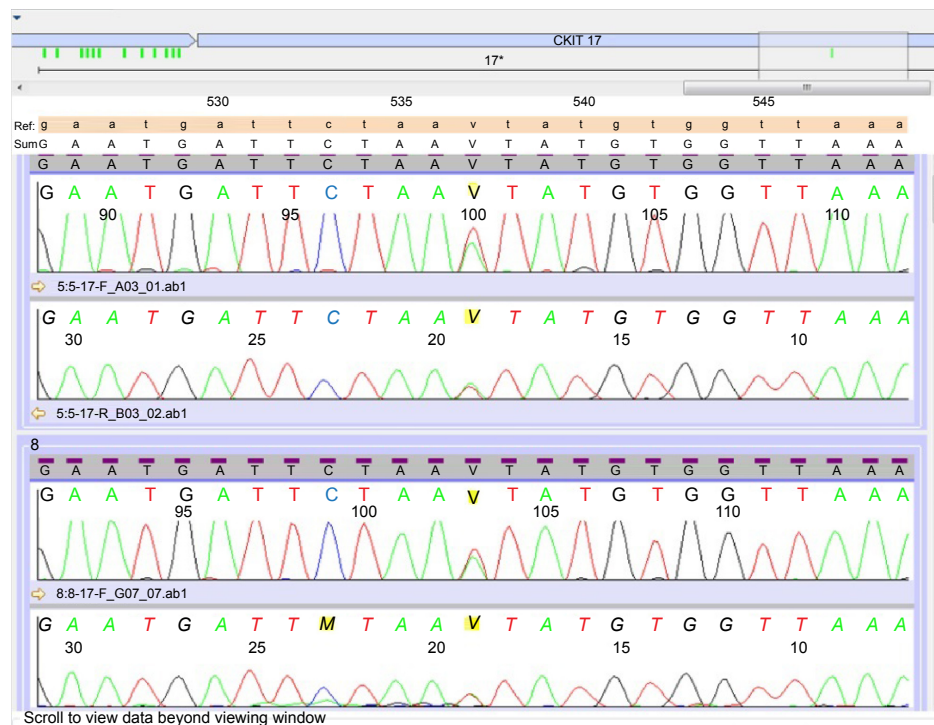 CKIT 17
17*
530 535 540 545
Ref: g a a t g a t t c t a a v t a t g t g g t t a a a
Sum G A A T G A T T C T A A V T A T G T G G T T A A A
G A A T G A T T C T A A V T A T G T G G T T A A A
G A A T G A T T C T A A V T A T G T G G T T A A A
90 95 100 105 110
5:5-17-F_A03_01.ab1
G A A T G A T T C T A A V T A T G T G G T T A A A
30 25 20 15 10
5:5-17-R_B03_02.ab1
8
G A A T G A T T C T A A V T A T G T G G T T A A A
G A A T G A T T C T A A V T A T G T G G T T A A A
95 100 105 110
8:8-17-F_G07_07.ab1
G A A T G A T T M T A A V T A T G T G G T T A A A
30 25 20 15 10
Scroll to view data beyond viewing window